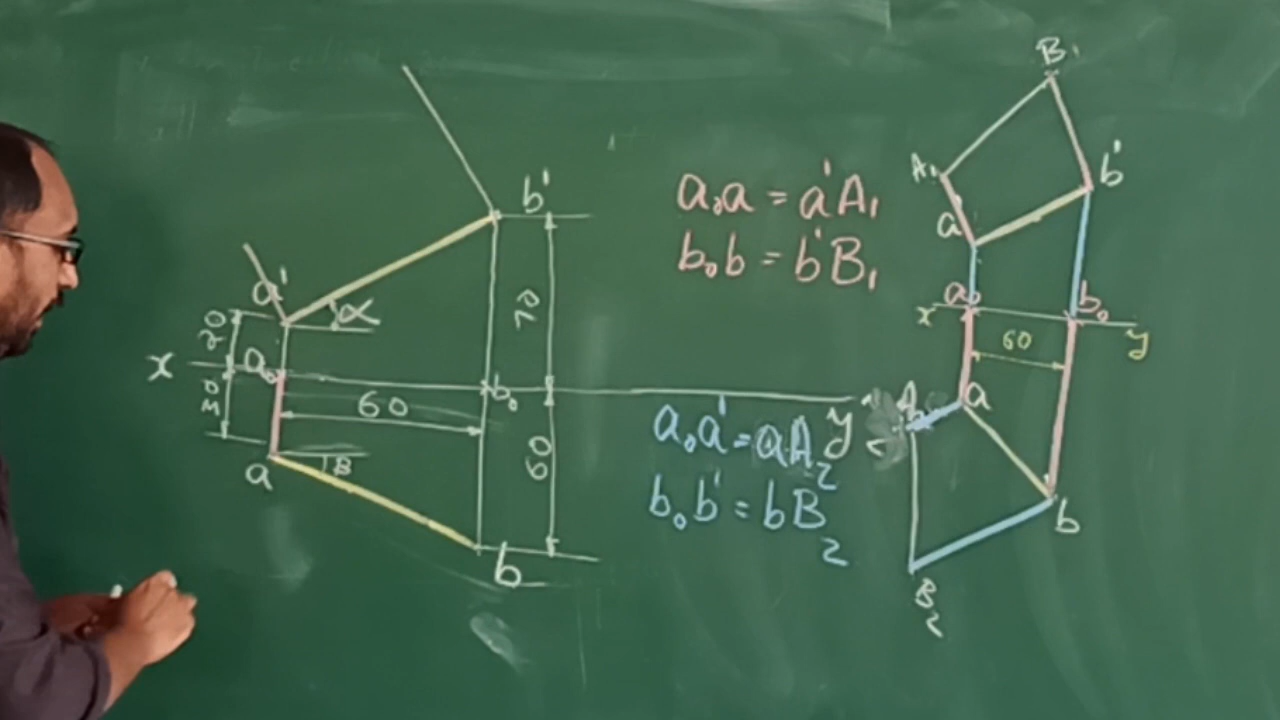 b'
a'
α
20
70
x
a₀
b₀
30
60
y
60
a
β
b
a₀a = a'A₁
b₀b = b'B₁
a₀a' = aA₂
b₀b' = bB₂
B₁
A₁
b'
a'
a₀
b₀
x
60
y
A₂
a
b
B₂